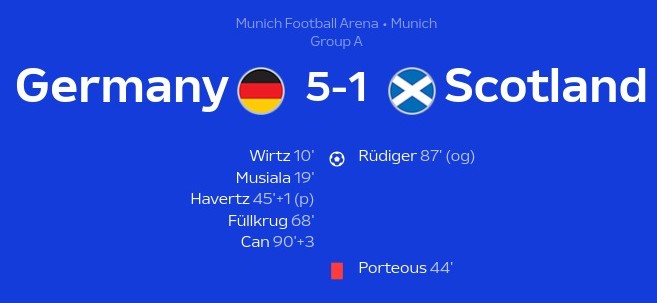 Munich Football Arena • Munich
Group A
Germany 5-1 Scotland
Wirtz 10' Rüdiger 87' (og)
Musiala 19'
Havertz 45'+1 (p)
Füllkrug 68'
Can 90'+3
Porteous 44'